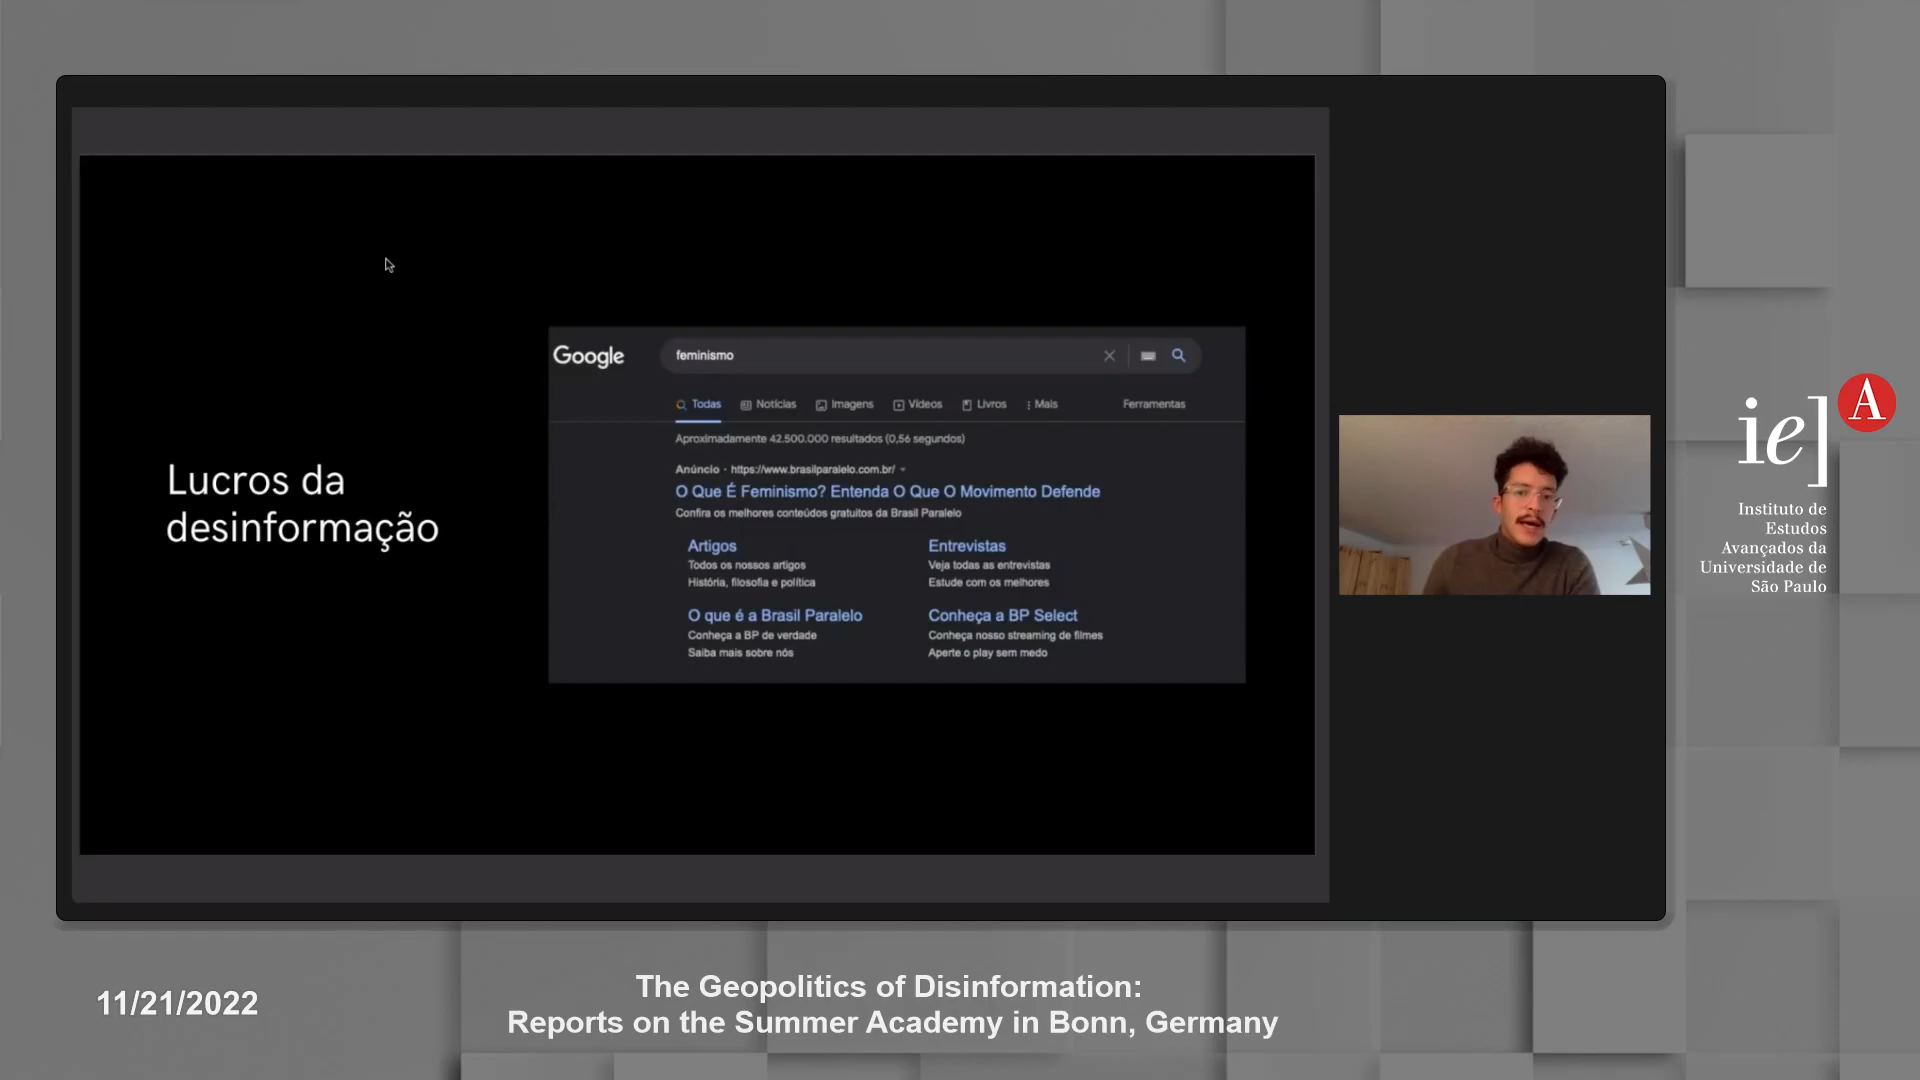 Lucros da
desinformação
Google
feminismo
Todas Notícias Imagens Vídeos Livros Mais Ferramentas
Aproximadamente 42.500.000 resultados (0,56 segundos)
Anúncio · https://www.brasilparalelo.com.br/
O Que É Feminismo? Entenda O Que O Movimento Defende
Confira os melhores conteúdos gratuitos da Brasil Paralelo
Artigos
Todos os nossos artigos
História, filosofia e política
Entrevistas
Veja todas as entrevistas
Estude com os melhores
O que é a Brasil Paralelo
Conheça a BP de verdade
Saiba mais sobre nós
Conheça a BP Select
Conheça nosso streaming de filmes
Aperte o play sem medo
ie] A
Instituto de
Estudos
Avançados da
Universidade de
São Paulo
11/21/2022
The Geopolitics of Disinformation:
Reports on the Summer Academy in Bonn, Germany